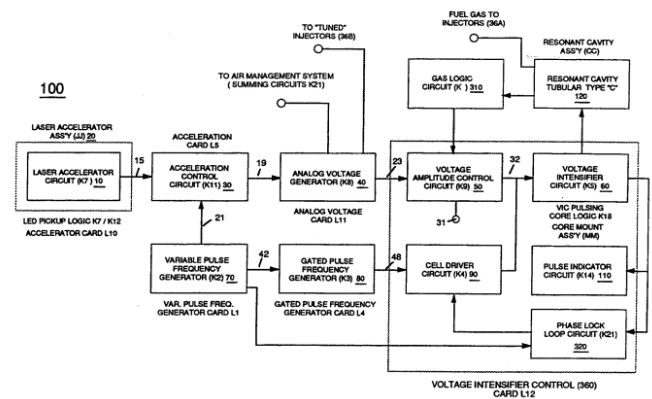 TO "TUNED"
INJECTORS (36B)
FUEL GAS TO
INJECTORS (36A)
TO AIR MANAGEMENT SYSTEM
( SUMMING CIRCUITS K21)
RESONANT CAVITY
ASS'Y (CC)
100
GAS LOGIC
CIRCUIT (K ) 310
RESONANT CAVITY
TUBULAR TYPE "C"
120
LASER ACCELERATOR
ASS'Y (JJ) 20
ACCELERATION
CARD L5
LASER ACCELERATOR
CIRCUIT (K7 ) 10
15
ACCELERATION
CONTROL
CIRCUIT (K11) 30
19
ANALOG VOLTAGE
GENERATOR (K8) 40
23
VOLTAGE
AMPLITUDE CONTROL
CIRCUIT (K9) 50
32
VOLTAGE
INTENSIFIER
CIRCUIT (K5) 60
LED PICKUP LOGIC K7 / K12
ACCELERATOR CARD L10
21
ANALOG VOLTAGE
CARD L11
31
VIC PULSING
CORE LOGIC K18
CORE MOUNT
ASS'Y (MM)
VARIABLE PULSE
FREQUENCY
GENERATOR (K2) 70
42
GATED PULSE
FREQUENCY
GENERATOR (K3) 80
48
CELL DRIVER
CIRCUIT (K4) 90
PULSE INDICATOR
CIRCUIT (K14) 110
VAR. PULSE FREQ.
GENERATOR CARD L1
GATED PULSE FREQUENCY
GENERATOR CARD L4
PHASE LOCK
LOOP CIRCUIT (K21)
320
VOLTAGE INTENSIFIER CONTROL (360)
CARD L12